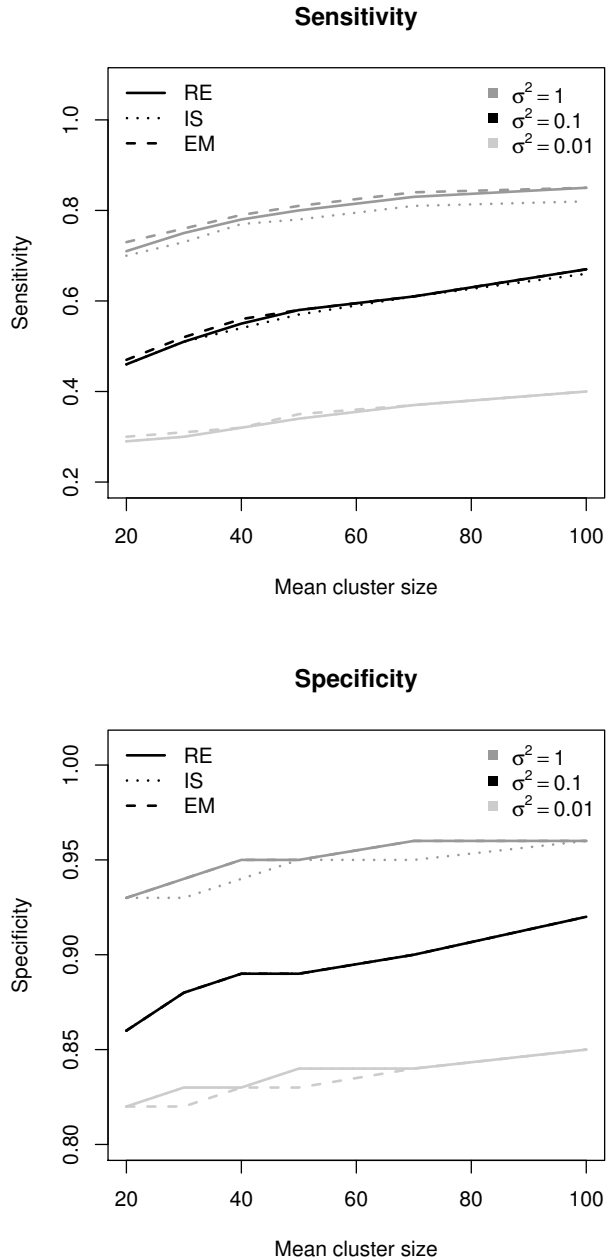 Sensitivity
RE
IS
EM
σ² = 1
σ² = 0.1
σ² = 0.01
Sensitivity
1.0
0.8
0.6
0.4
0.2
20 40 60 80 100
Mean cluster size
Specificity
RE
IS
EM
σ² = 1
σ² = 0.1
σ² = 0.01
Specificity
1.00
0.95
0.90
0.85
0.80
20 40 60 80 100
Mean cluster size